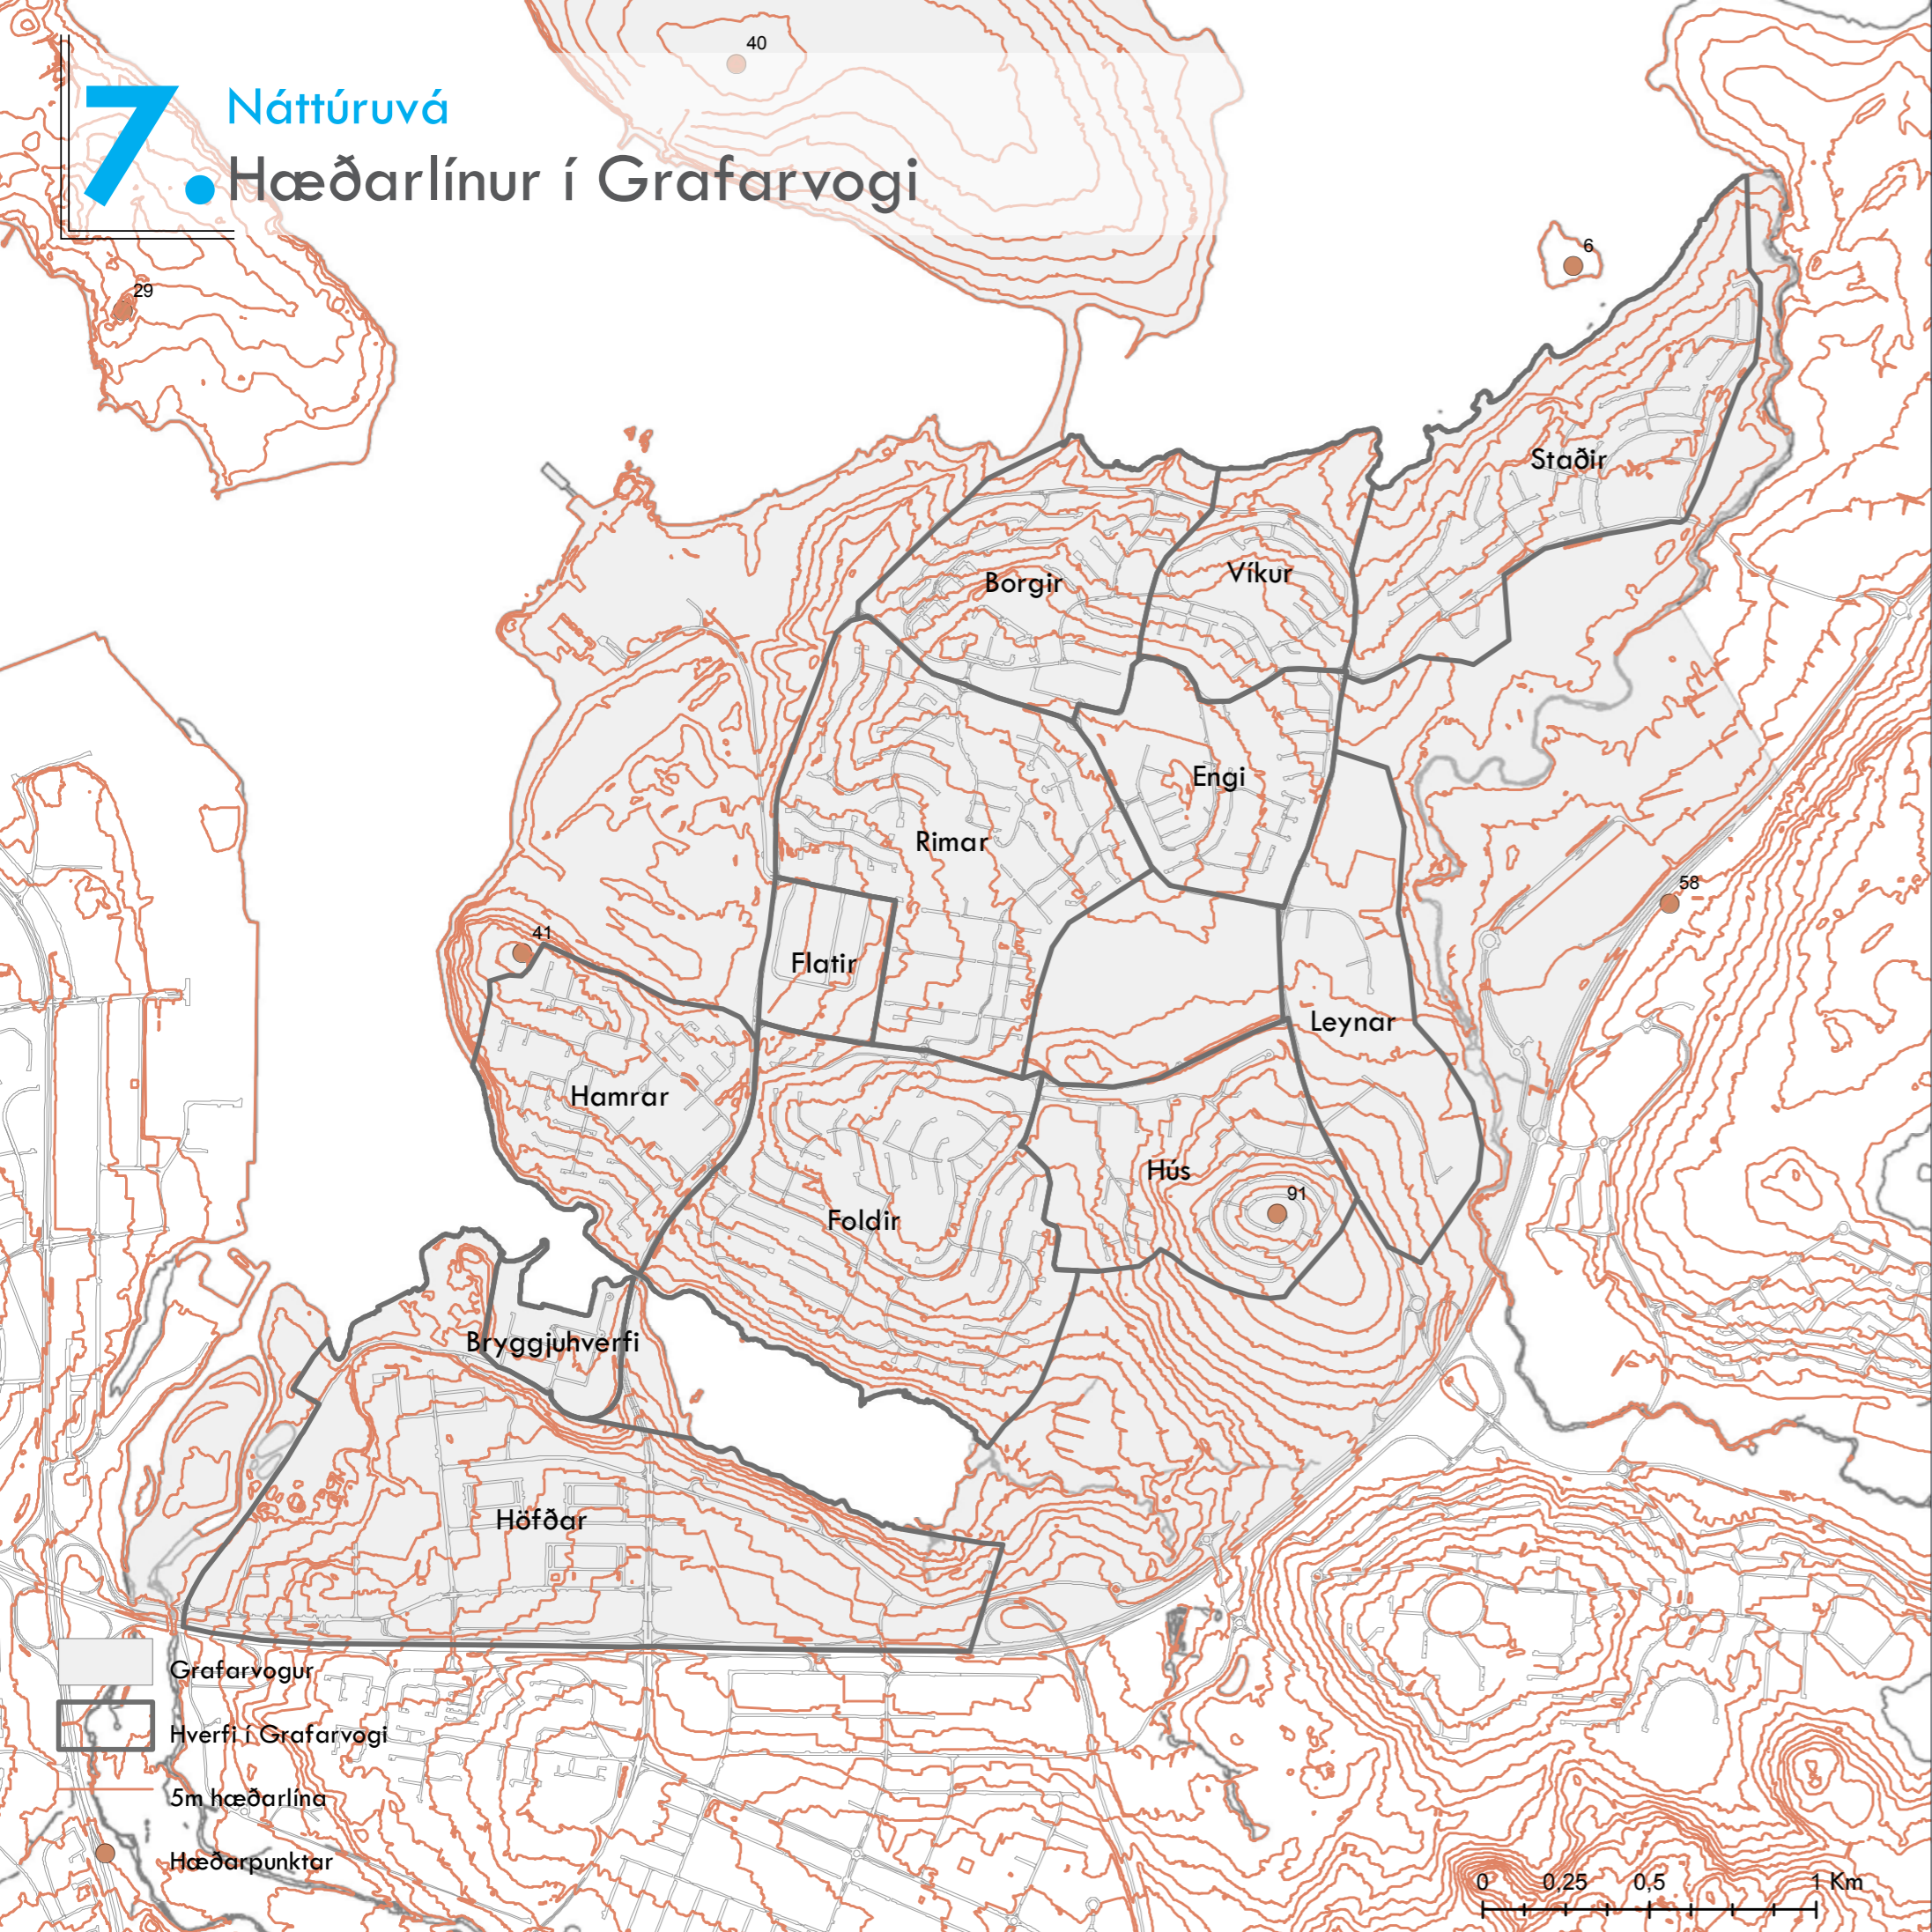 7.
Náttúruvá
Hæðarlínur í Grafarvogi
40
29
6
Staðir
Borgir
Víkur
Engi
Rimar
58
41
Flatir
Leynar
Hamrar
Hús
91
Foldir
Bryggjuhverfi
Höfðar
Grafarvogur
Hverfi í Grafarvogi
5m hæðarlína
Hæðarpunktar
0 0,25 0,5 1 Km